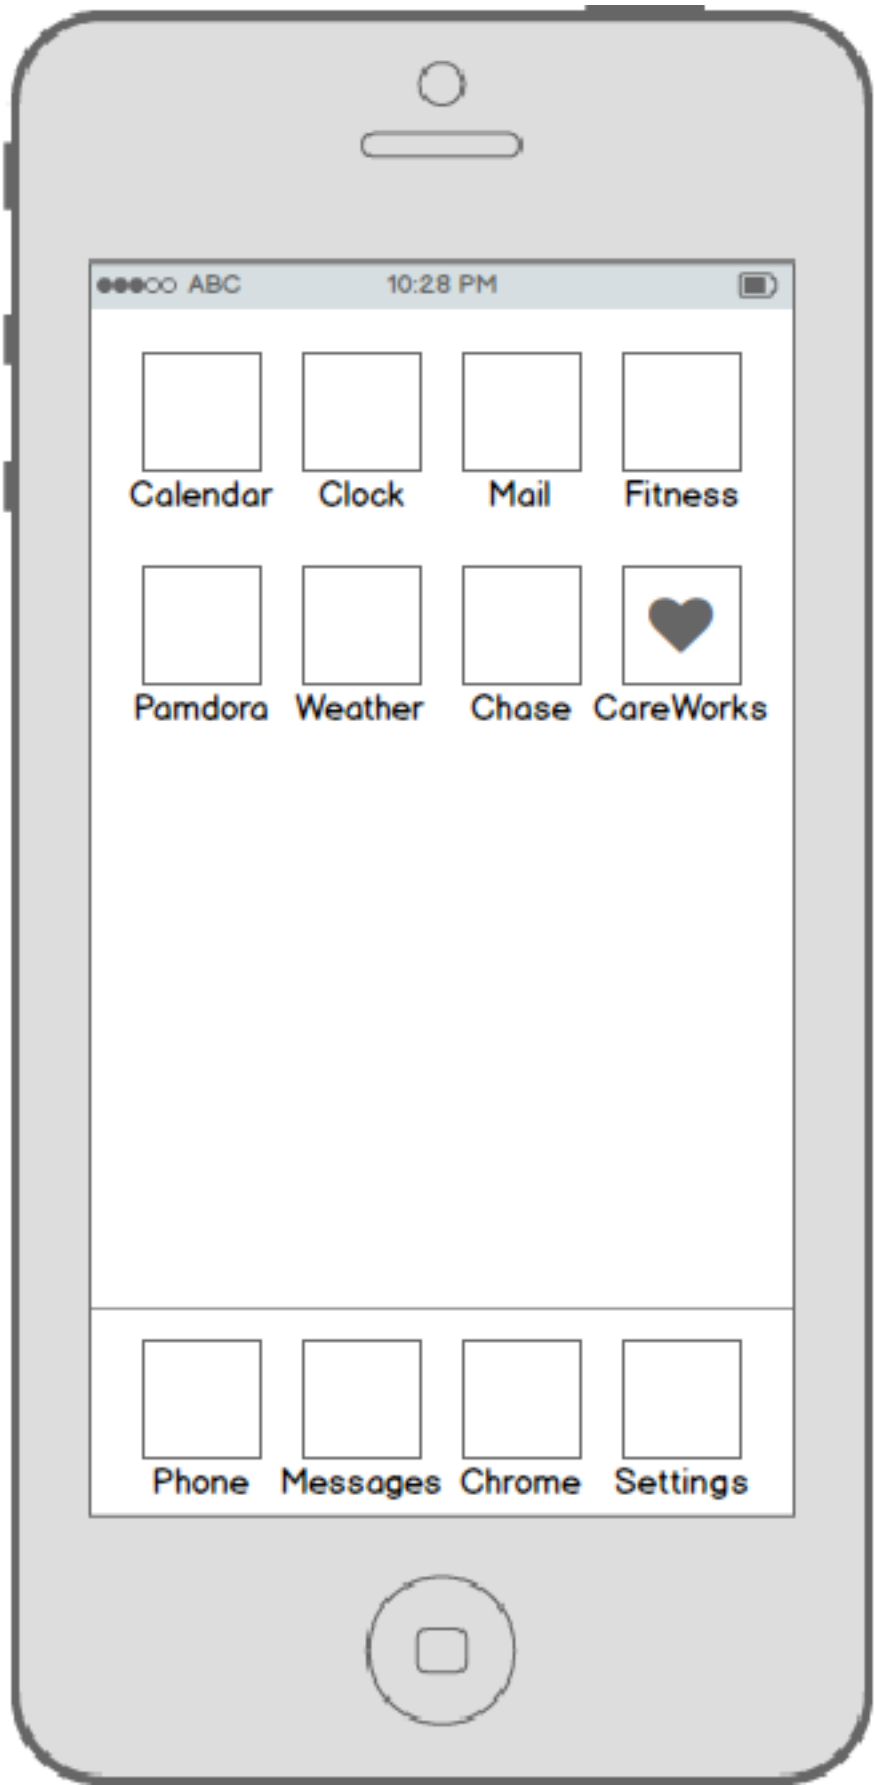 ABC 10:28 PM
Calendar Clock Mail Fitness
Pamdora Weather Chase CareWorks
Phone Messages Chrome Settings